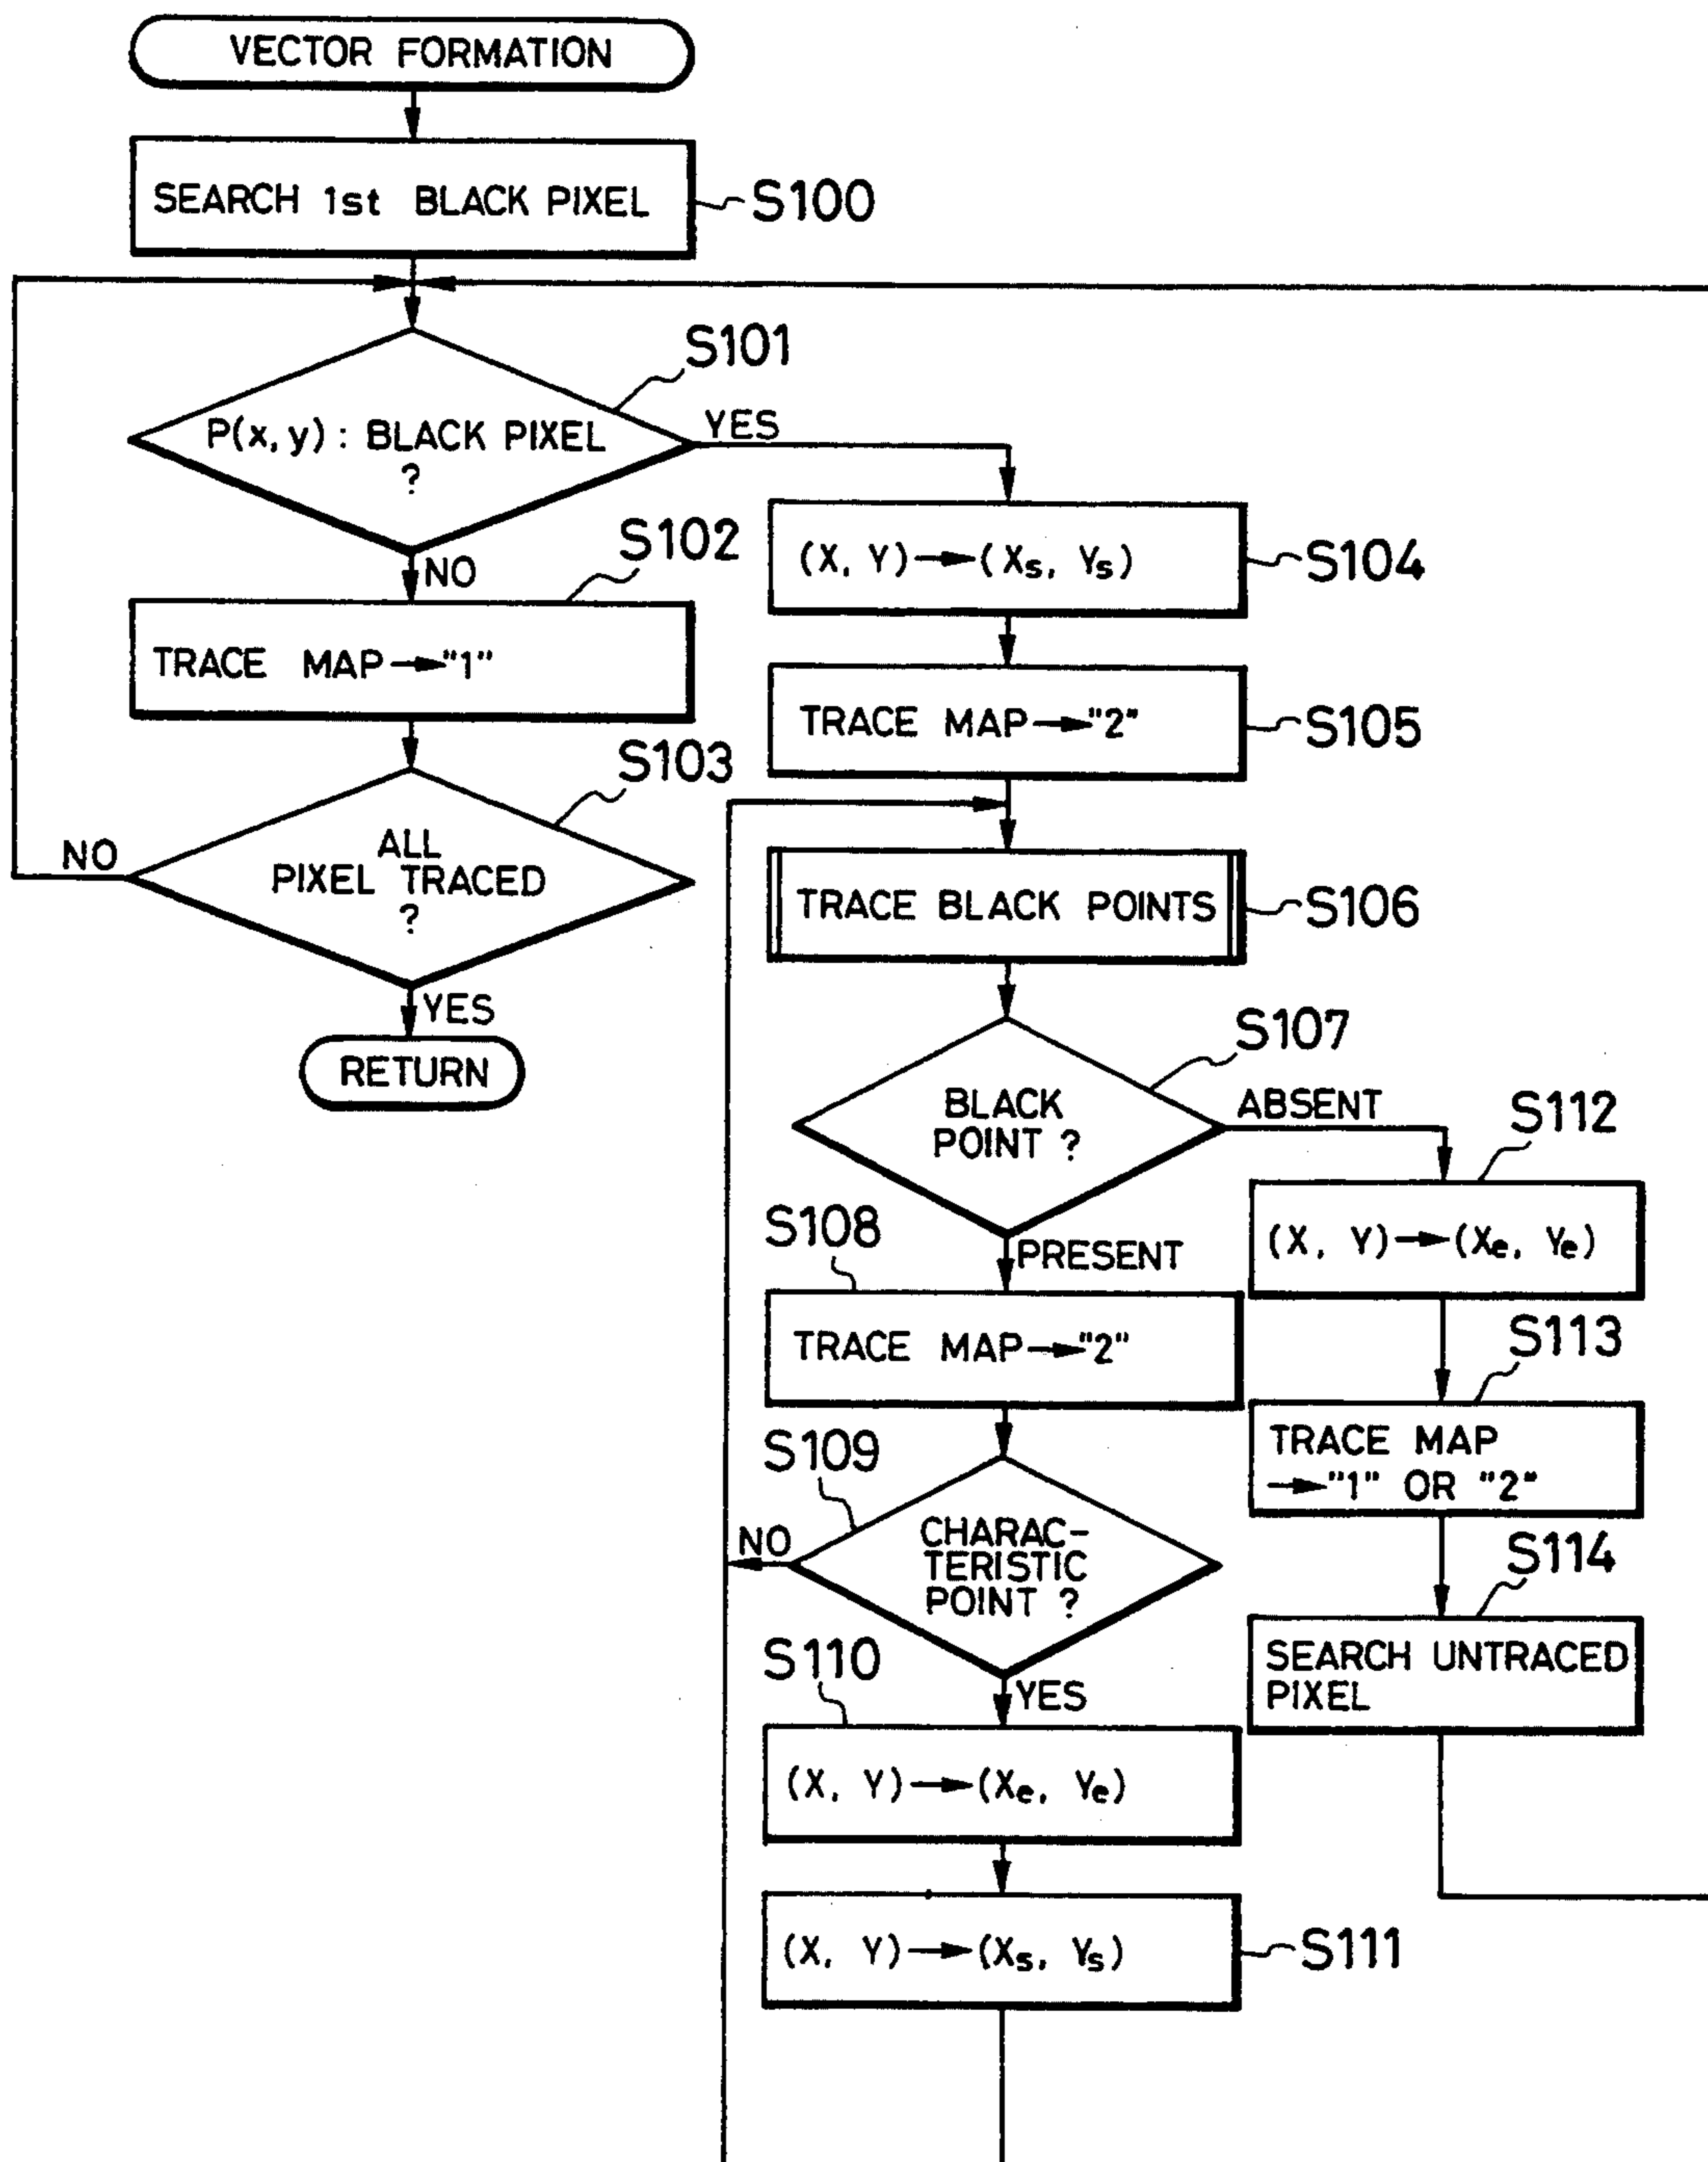 VECTOR FORMATION
SEARCH 1st BLACK PIXEL
S100
S101
P(x, y) : BLACK PIXEL
?
YES
NO
S102
TRACE MAP→"1"
S103
ALL
PIXEL TRACED
?
NO
YES
RETURN
(X, Y)→(Xs, Ys)
S104
TRACE MAP→"2"
S105
TRACE BLACK POINTS
S106
S107
BLACK
POINT ?
ABSENT
PRESENT
S108
TRACE MAP→"2"
S109
CHARAC-
TERISTIC
POINT ?
NO
YES
S110
(X, Y)→(Xe, Ye)
(X, Y)→(Xs, Ys)
S111
S112
(X, Y)→(Xe, Ye)
S113
TRACE MAP
→"1" OR "2"
S114
SEARCH UNTRACED
PIXEL